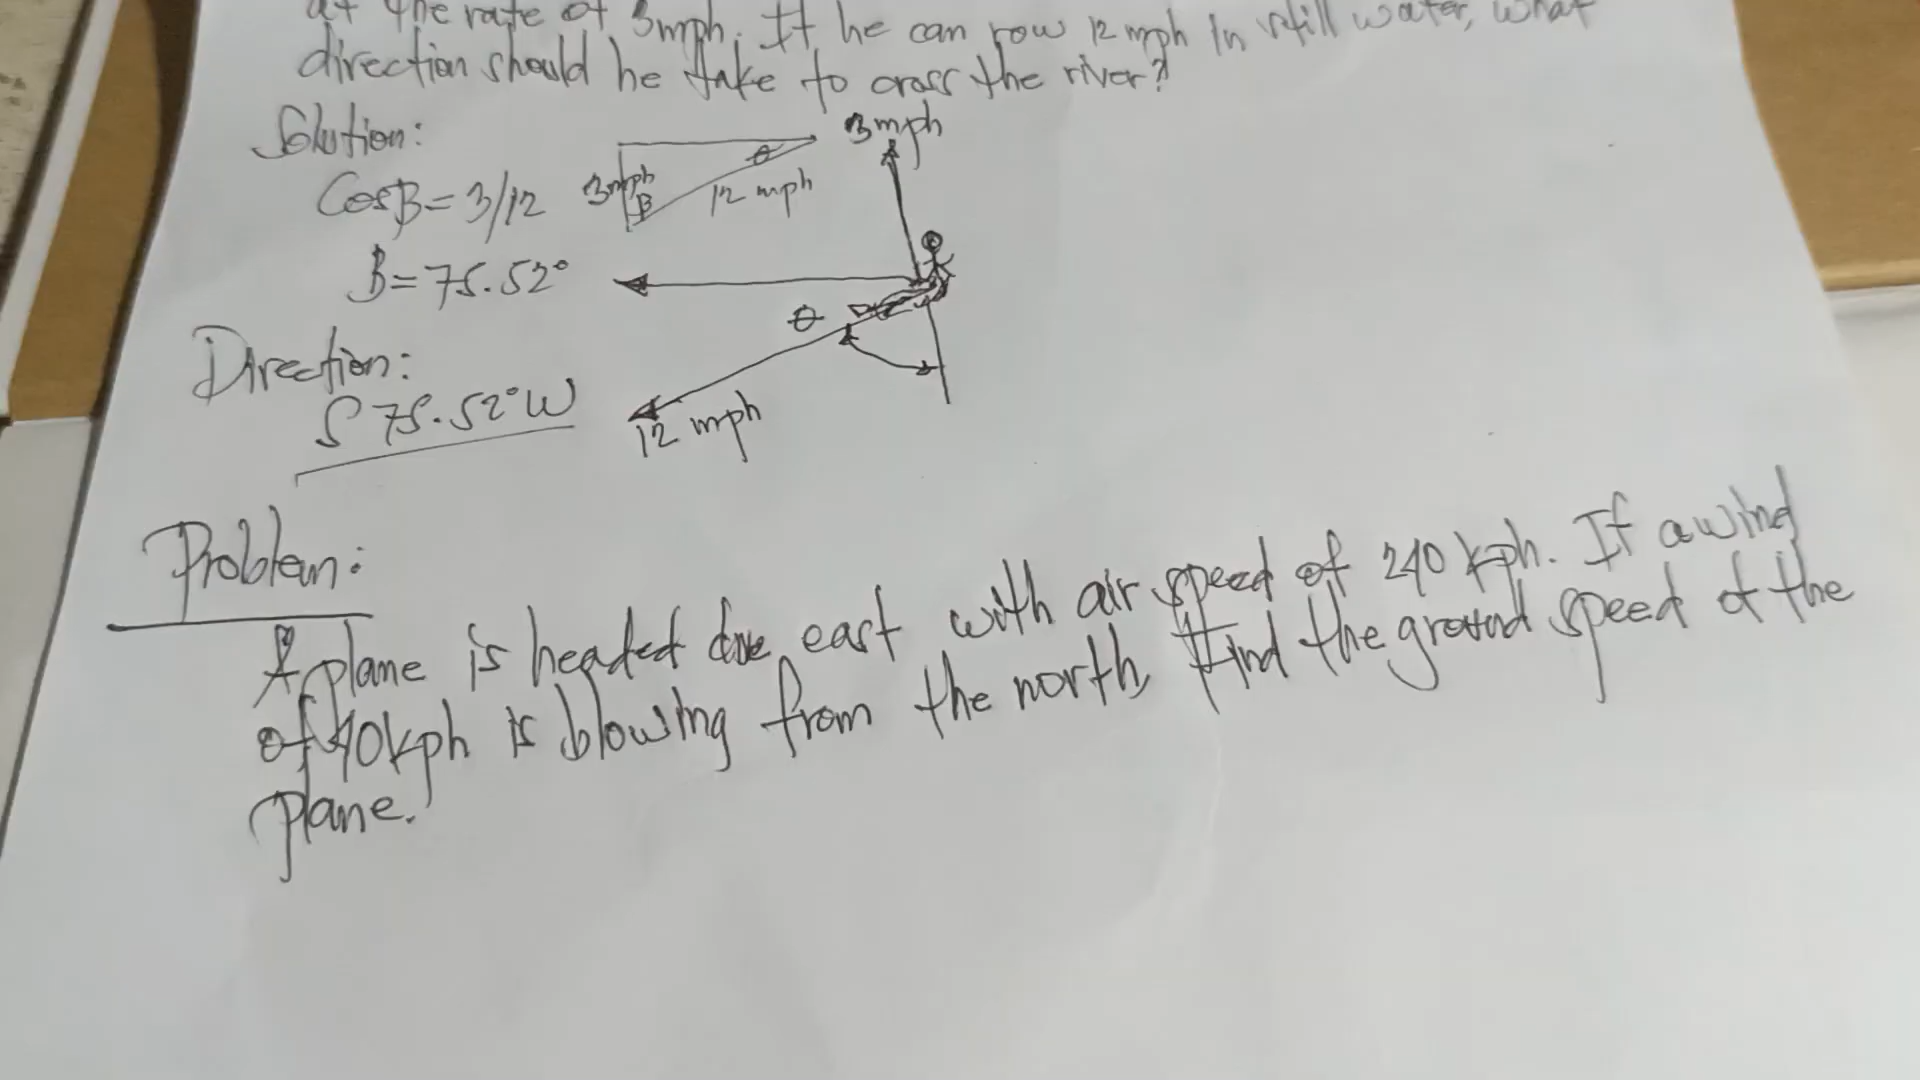 at the rate of 3mph. If he can row 12 mph in still water, what
direction should he take to cross the river?
Solution:
3mph
θ
Cosβ = 3/12
3mph
β
12 mph
β = 75.52°
θ
Direction:
S 75.52° W
12 mph
Problem:
A plane is headed due east with air speed of 240 kph. If a wind
of 40kph is blowing from the north, find the ground speed of the
plane.